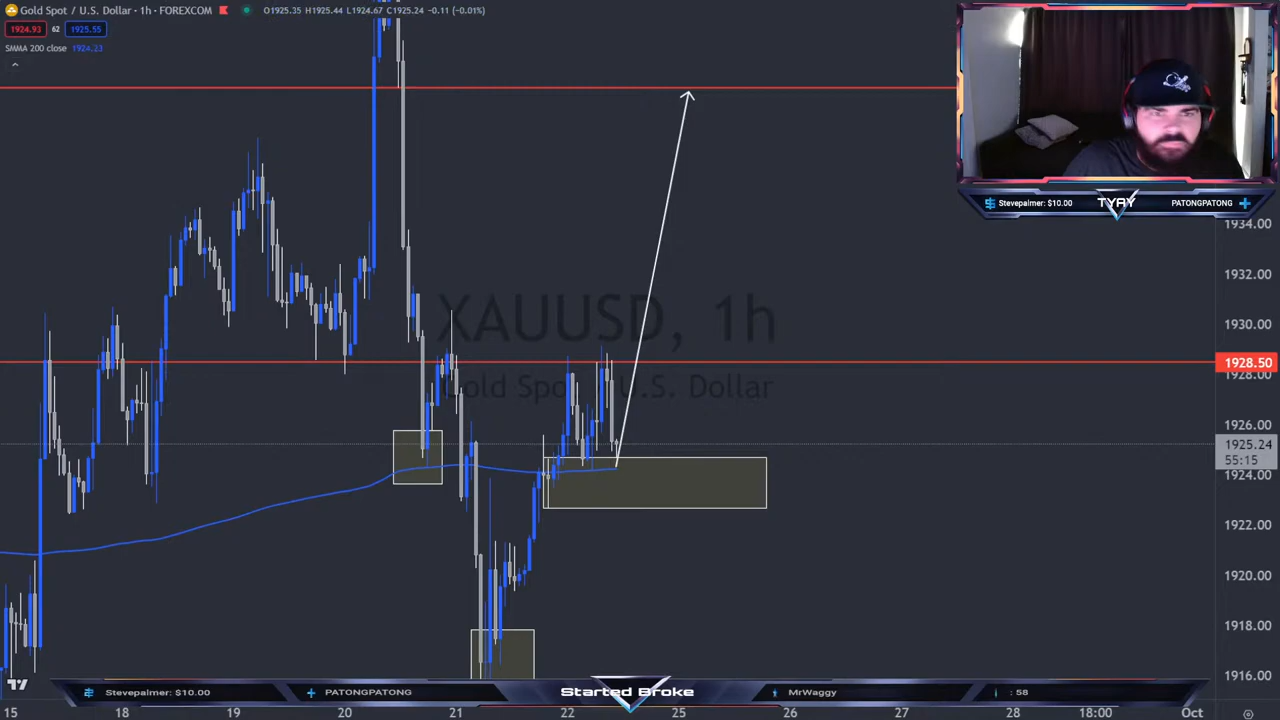 Gold Spot / U.S. Dollar · 1h · FOREXCOM O1925.35 H1925.44 L1924.67 C1925.24 -0.11 (-0.01%)
1924.93 62 1925.55
SMMA 200 close 1924.23
Stevepalmer: $10.00 TYAY PATONGPATONG
1934.00
1932.00
1930.00
1928.50
1928.00
1926.00
1925.24
55:15
1924.00
1922.00
1920.00
1918.00
1916.00
XAUUSD, 1h
Gold Spot / U.S. Dollar
Stevepalmer: $10.00 PATONGPATONG Started Broke MrWaggy : 58
15 18 19 20 21 22 25 26 27 28 18:00 Oct